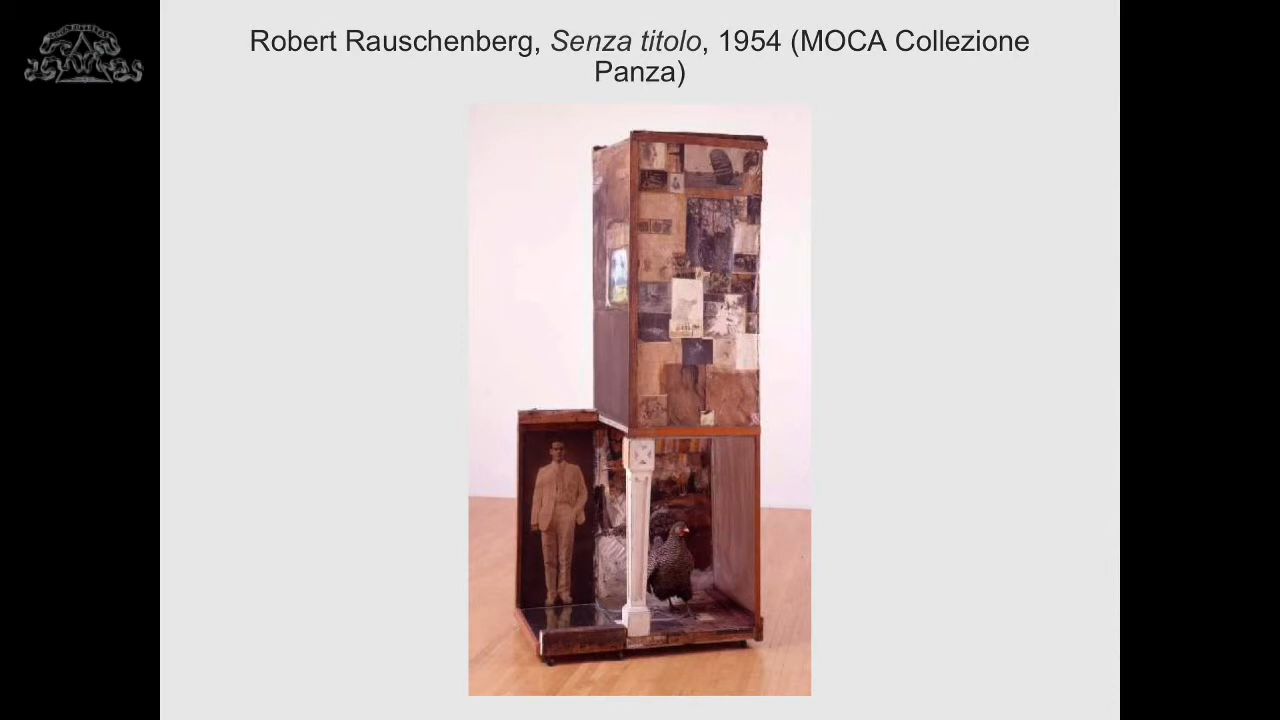 Robert Rauschenberg, Senza titolo, 1954 (MOCA Collezione
Panza)